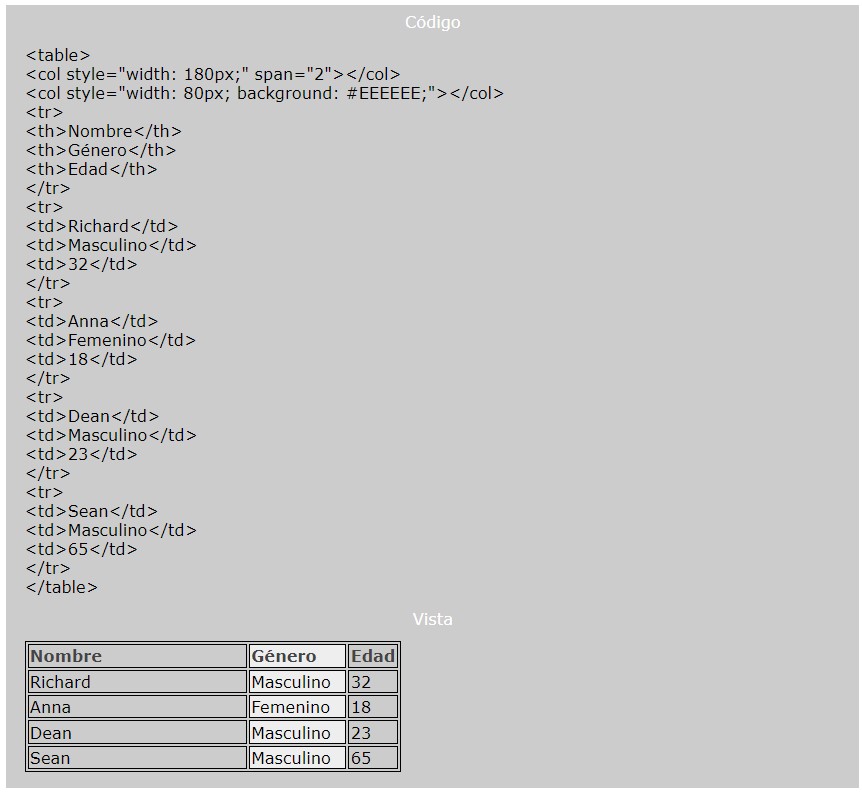 Código
<table>
<col style="width: 180px;" span="2"></col>
<col style="width: 80px; background: #EEEEEE;"></col>
<tr>
<th>Nombre</th>
<th>Género</th>
<th>Edad</th>
</tr>
<tr>
<td>Richard</td>
<td>Masculino</td>
<td>32</td>
</tr>
<tr>
<td>Anna</td>
<td>Femenino</td>
<td>18</td>
</tr>
<tr>
<td>Dean</td>
<td>Masculino</td>
<td>23</td>
</tr>
<tr>
<td>Sean</td>
<td>Masculino</td>
<td>65</td>
</tr>
</table>
Vista
Nombre Género Edad
Richard Masculino 32
Anna Femenino 18
Dean Masculino 23
Sean Masculino 65